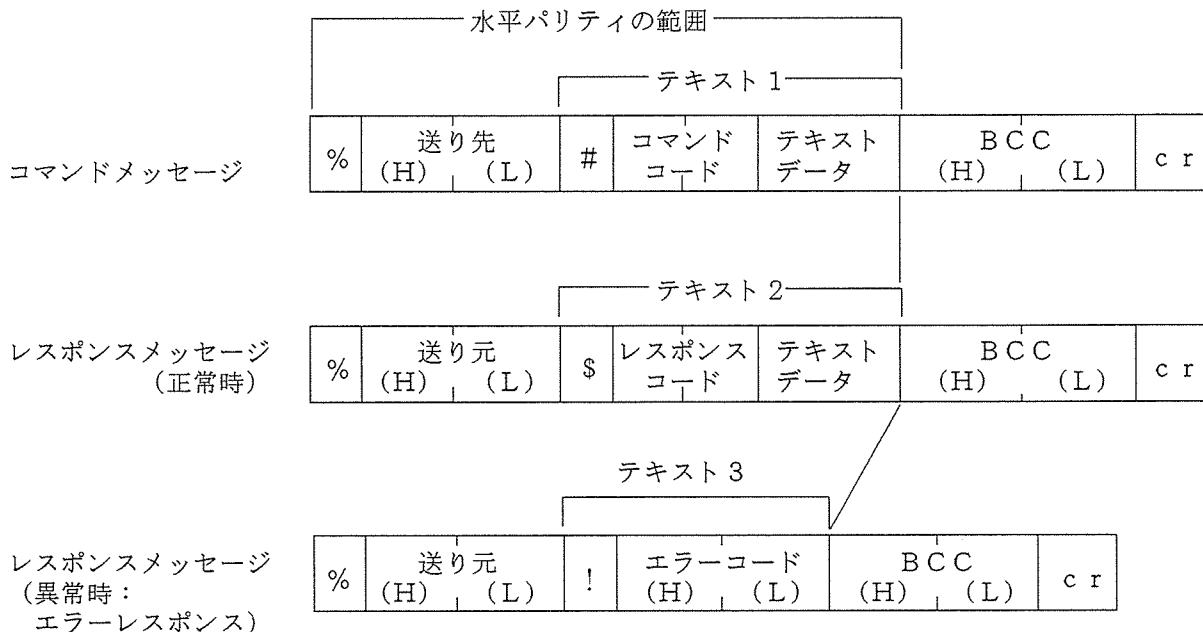 水平パリティの範囲
テキスト1
コマンドメッセージ
% 送り先 (H) (L) # コマンドコード テキストデータ BCC (H) (L) cr
テキスト2
レスポンスメッセージ
(正常時)
% 送り元 (H) (L) $ レスポンスコード テキストデータ BCC (H) (L) cr
テキスト3
レスポンスメッセージ
(異常時:
エラーレスポンス)
% 送り元 (H) (L) ! エラーコード (H) (L) BCC (H) (L) cr